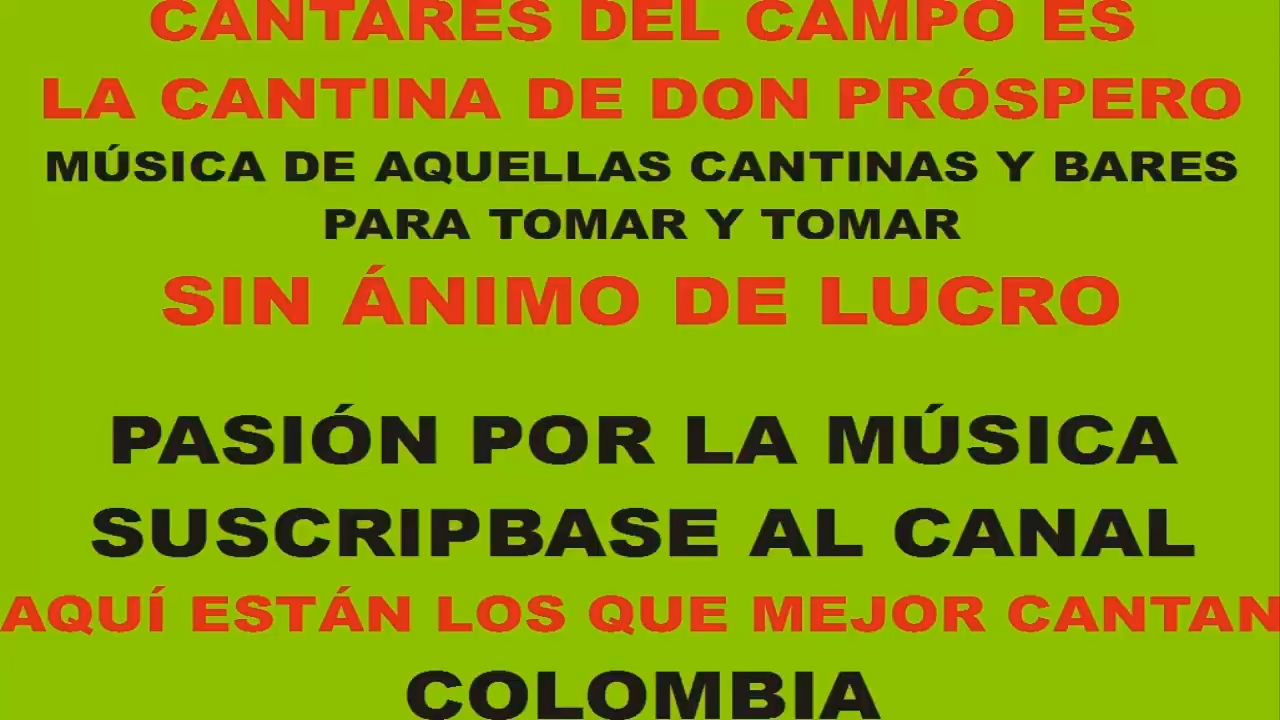 CANTARES DEL CAMPO ES
LA CANTINA DE DON PRÓSPERO
MÚSICA DE AQUELLAS CANTINAS Y BARES
PARA TOMAR Y TOMAR
SIN ÁNIMO DE LUCRO
PASIÓN POR LA MÚSICA
SUSCRIPBASE AL CANAL
AQUÍ ESTÁN LOS QUE MEJOR CANTAN
COLOMBIA